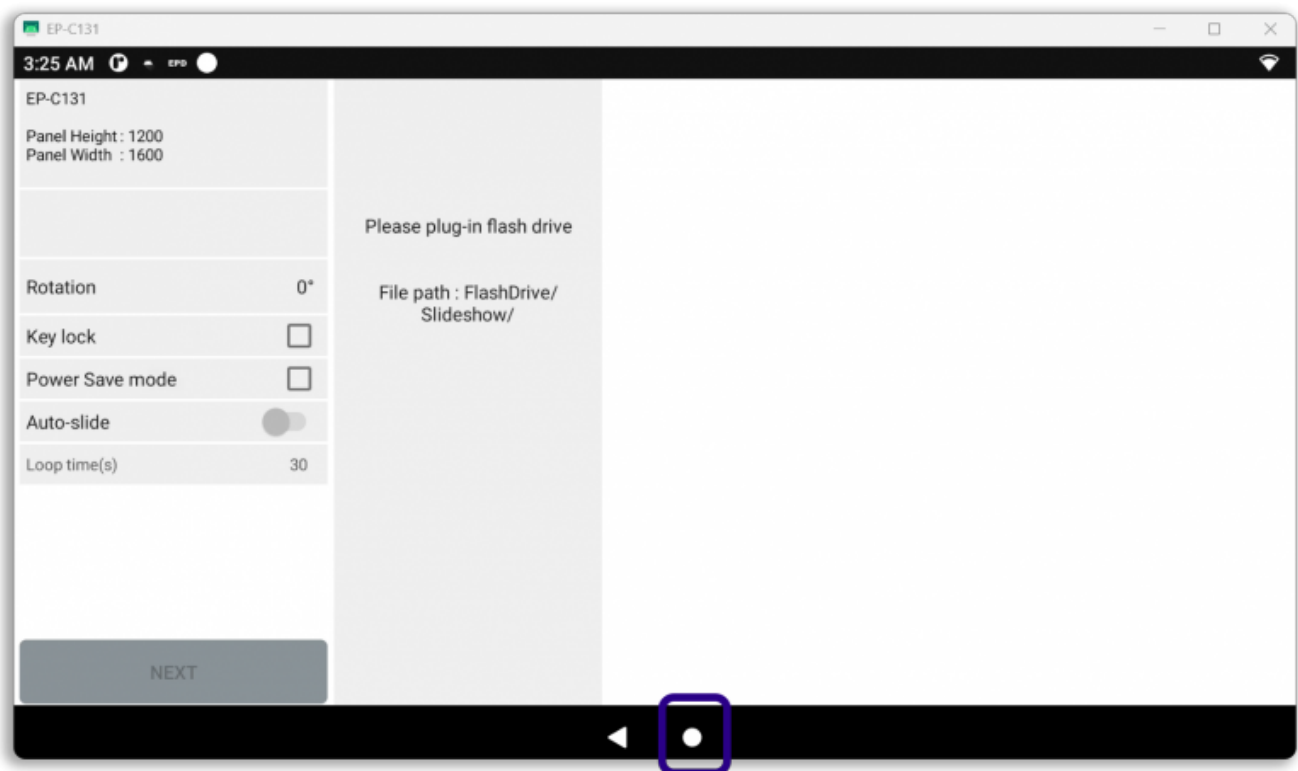 EP-C131
3:25 AM EPD
EP-C131
Panel Height : 1200
Panel Width : 1600
Rotation 0°
Key lock
Power Save mode
Auto-slide
Loop time(s) 30
NEXT
Please plug-in flash drive
File path : FlashDrive/
Slideshow/